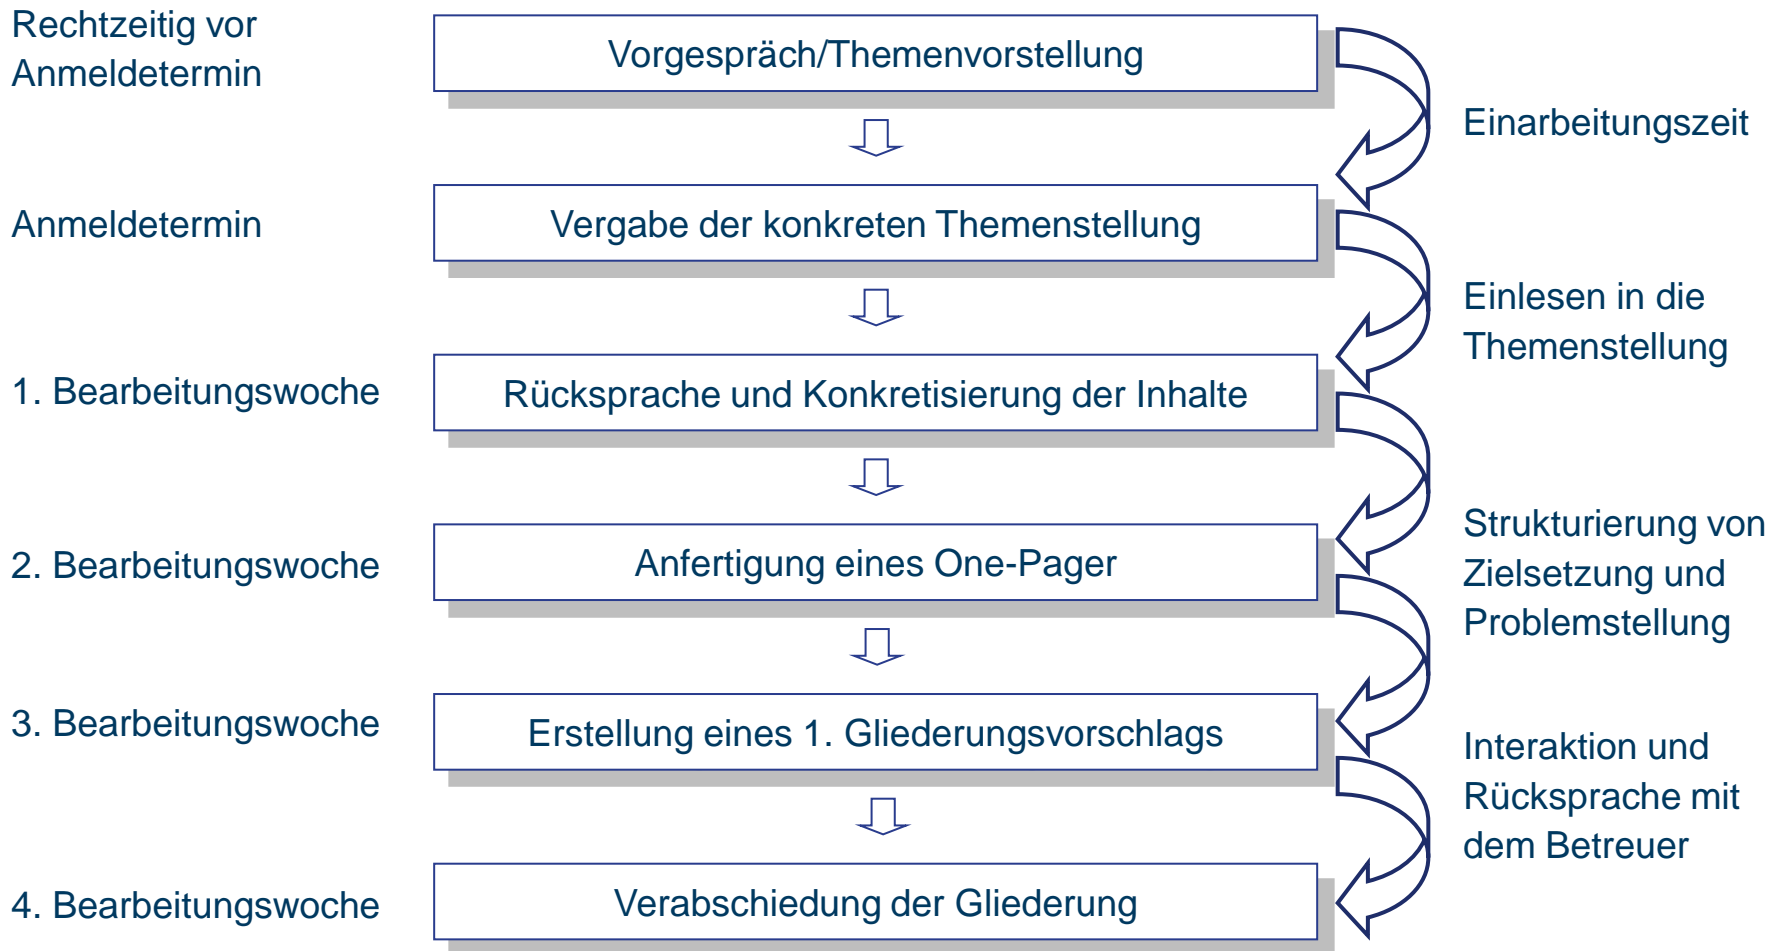 Rechtzeitig vor
Anmeldetermin
Vorgespräch/Themenvorstellung
Einarbeitungszeit
Anmeldetermin
Vergabe der konkreten Themenstellung
Einlesen in die
Themenstellung
1. Bearbeitungswoche
Rücksprache und Konkretisierung der Inhalte
2. Bearbeitungswoche
Anfertigung eines One-Pager
Strukturierung von
Zielsetzung und
Problemstellung
3. Bearbeitungswoche
Erstellung eines 1. Gliederungsvorschlags
Interaktion und
Rücksprache mit
dem Betreuer
4. Bearbeitungswoche
Verabschiedung der Gliederung